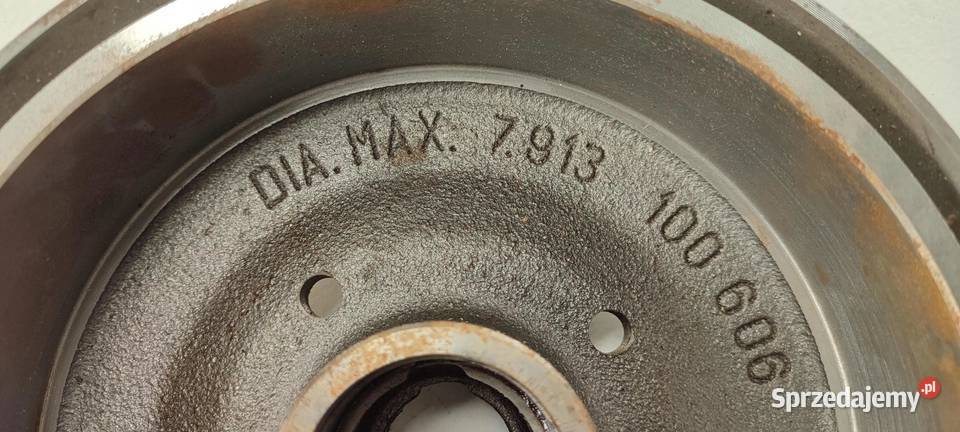 DIA. MAX. 7.913 100 606
Sprzedajemy.pl